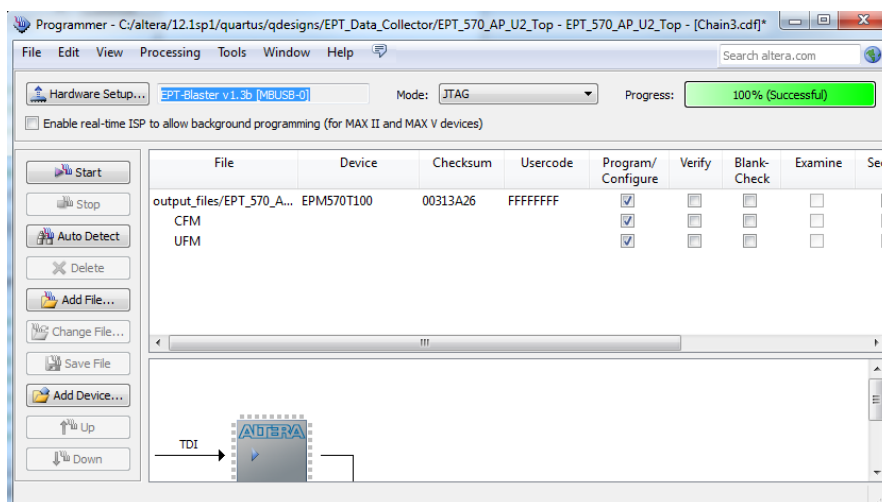 Programmer - C:/altera/12.1sp1/quartus/qdesigns/EPT_Data_Collector/EPT_570_AP_U2_Top - EPT_570_AP_U2_Top - [Chain3.cdf]*
File Edit View Processing Tools Window Help
Search altera.com
Hardware Setup...
EPT-Blaster v1.3b [MBUSB-0]
Mode: JTAG
Progress: 100% (Successful)
Enable real-time ISP to allow background programming (for MAX II and MAX V devices)
Start
Stop
Auto Detect
Delete
Add File...
Change File...
Save File
Add Device...
Up
Down
File Device Checksum Usercode Program/ Verify Blank- Examine Se
Configure Check
output_files/EPT_570_A... EPM570T100 00313A26 FFFFFFFF
CFM
UFM
TDI
ALTERA